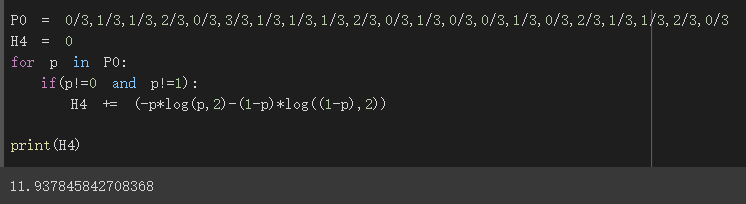 P0 = 0/3,1/3,1/3,2/3,0/3,3/3,1/3,1/3,1/3,2/3,0/3,1/3,0/3,0/3,1/3,0/3,2/3,1/3,1/3,2/3,0/3
H4 = 0
for p in P0:
if(p!=0 and p!=1):
H4 += (-p*log(p,2)-(1-p)*log((1-p),2))
print(H4)
11.937845842708368